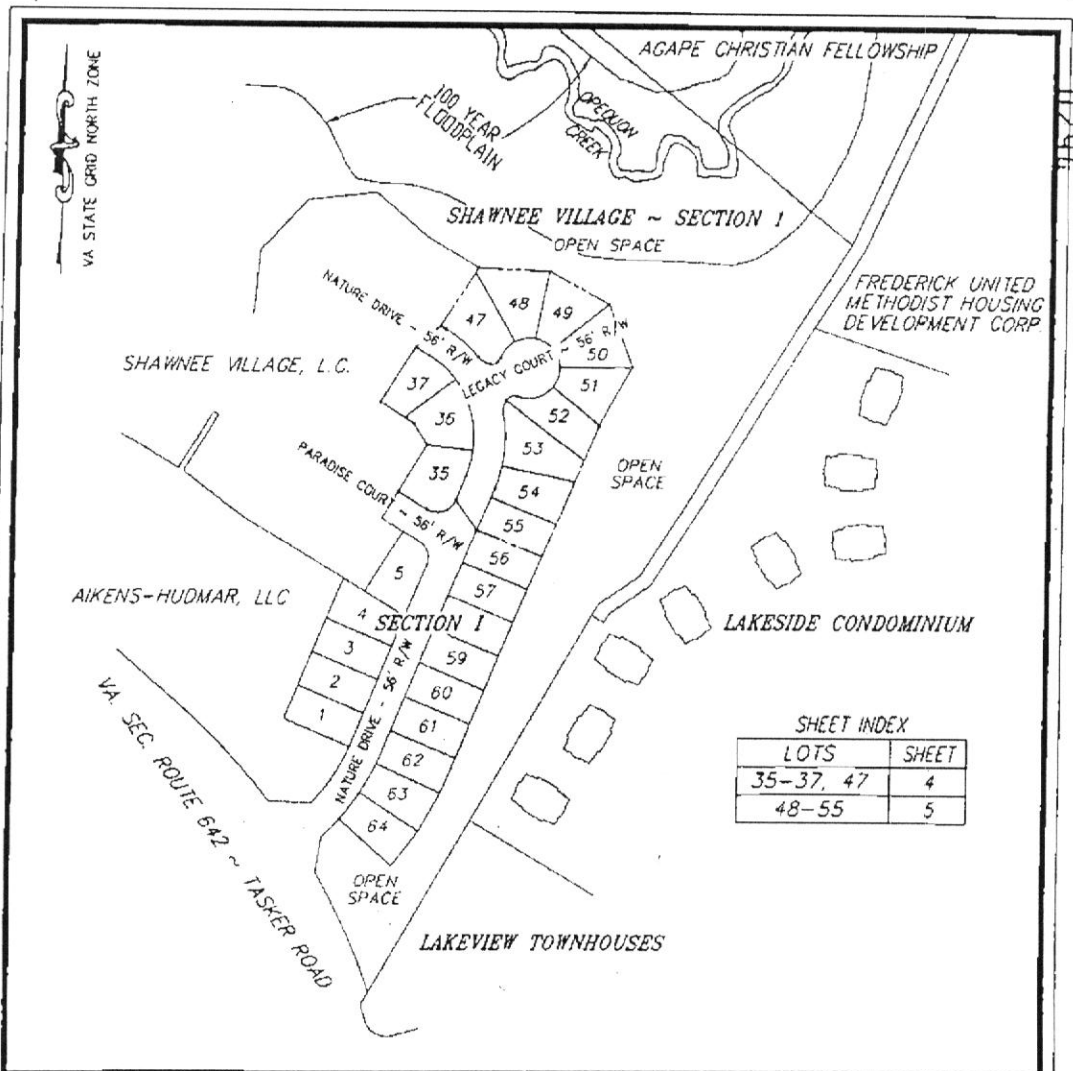 AGAPE CHRISTIAN FELLOWSHIP
VA STATE GRID NORTH ZONE
100 YEAR
FLOODPLAIN
OPEQUON
CREEK
SHAWNEE VILLAGE ~ SECTION 1
OPEN SPACE
FREDERICK UNITED
METHODIST HOUSING
DEVELOPMENT CORP.
NATURE DRIVE ~ 56' R/W
48
49
47
50
LEGACY COURT ~ 56' R/W
SHAWNEE VILLAGE, L.C.
37
51
36
52
53
PARADISE COURT ~ 56' R/W
35
OPEN
SPACE
54
55
56
5
57
AIKENS-HUDMAR, LLC
4
SECTION 1
LAKESIDE CONDOMINIUM
3
59
2
60
1
61
NATURE DRIVE - 56' R/W
62
63
64
VA. SEC. ROUTE 642 ~ TASKER ROAD
SHEET INDEX
LOTS SHEET
35-37, 47 4
48-55 5
OPEN
SPACE
LAKEVIEW TOWNHOUSES